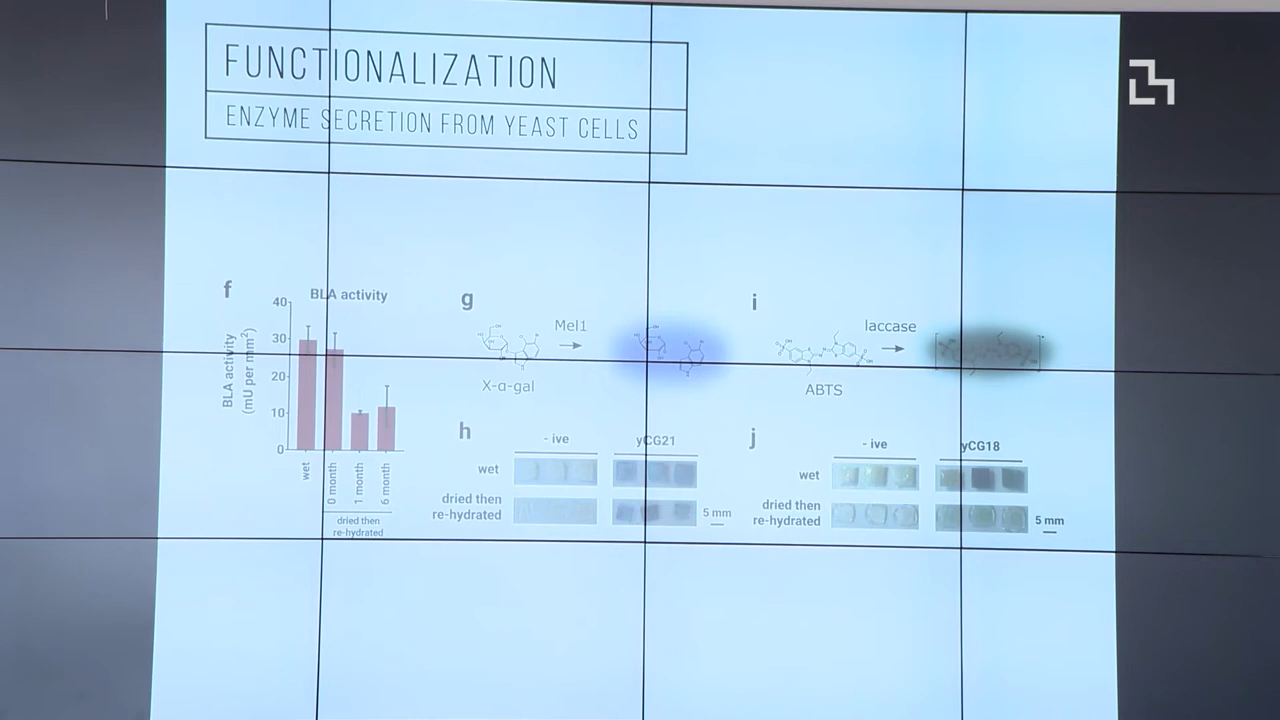 FUNCTIONALIZATION
ENZYME SECRETION FROM YEAST CELLS
f
BLA activity
BLA activity
(mU per mm²)
40
30
20
10
0
wet
0 month
1 month
6 month
dried then
re-hydrated
g
Mel1
X-α-gal
h
- ive
yCG21
wet
dried then
re-hydrated
5 mm
i
laccase
ABTS
j
- ive
yCG18
wet
dried then
re-hydrated
5 mm